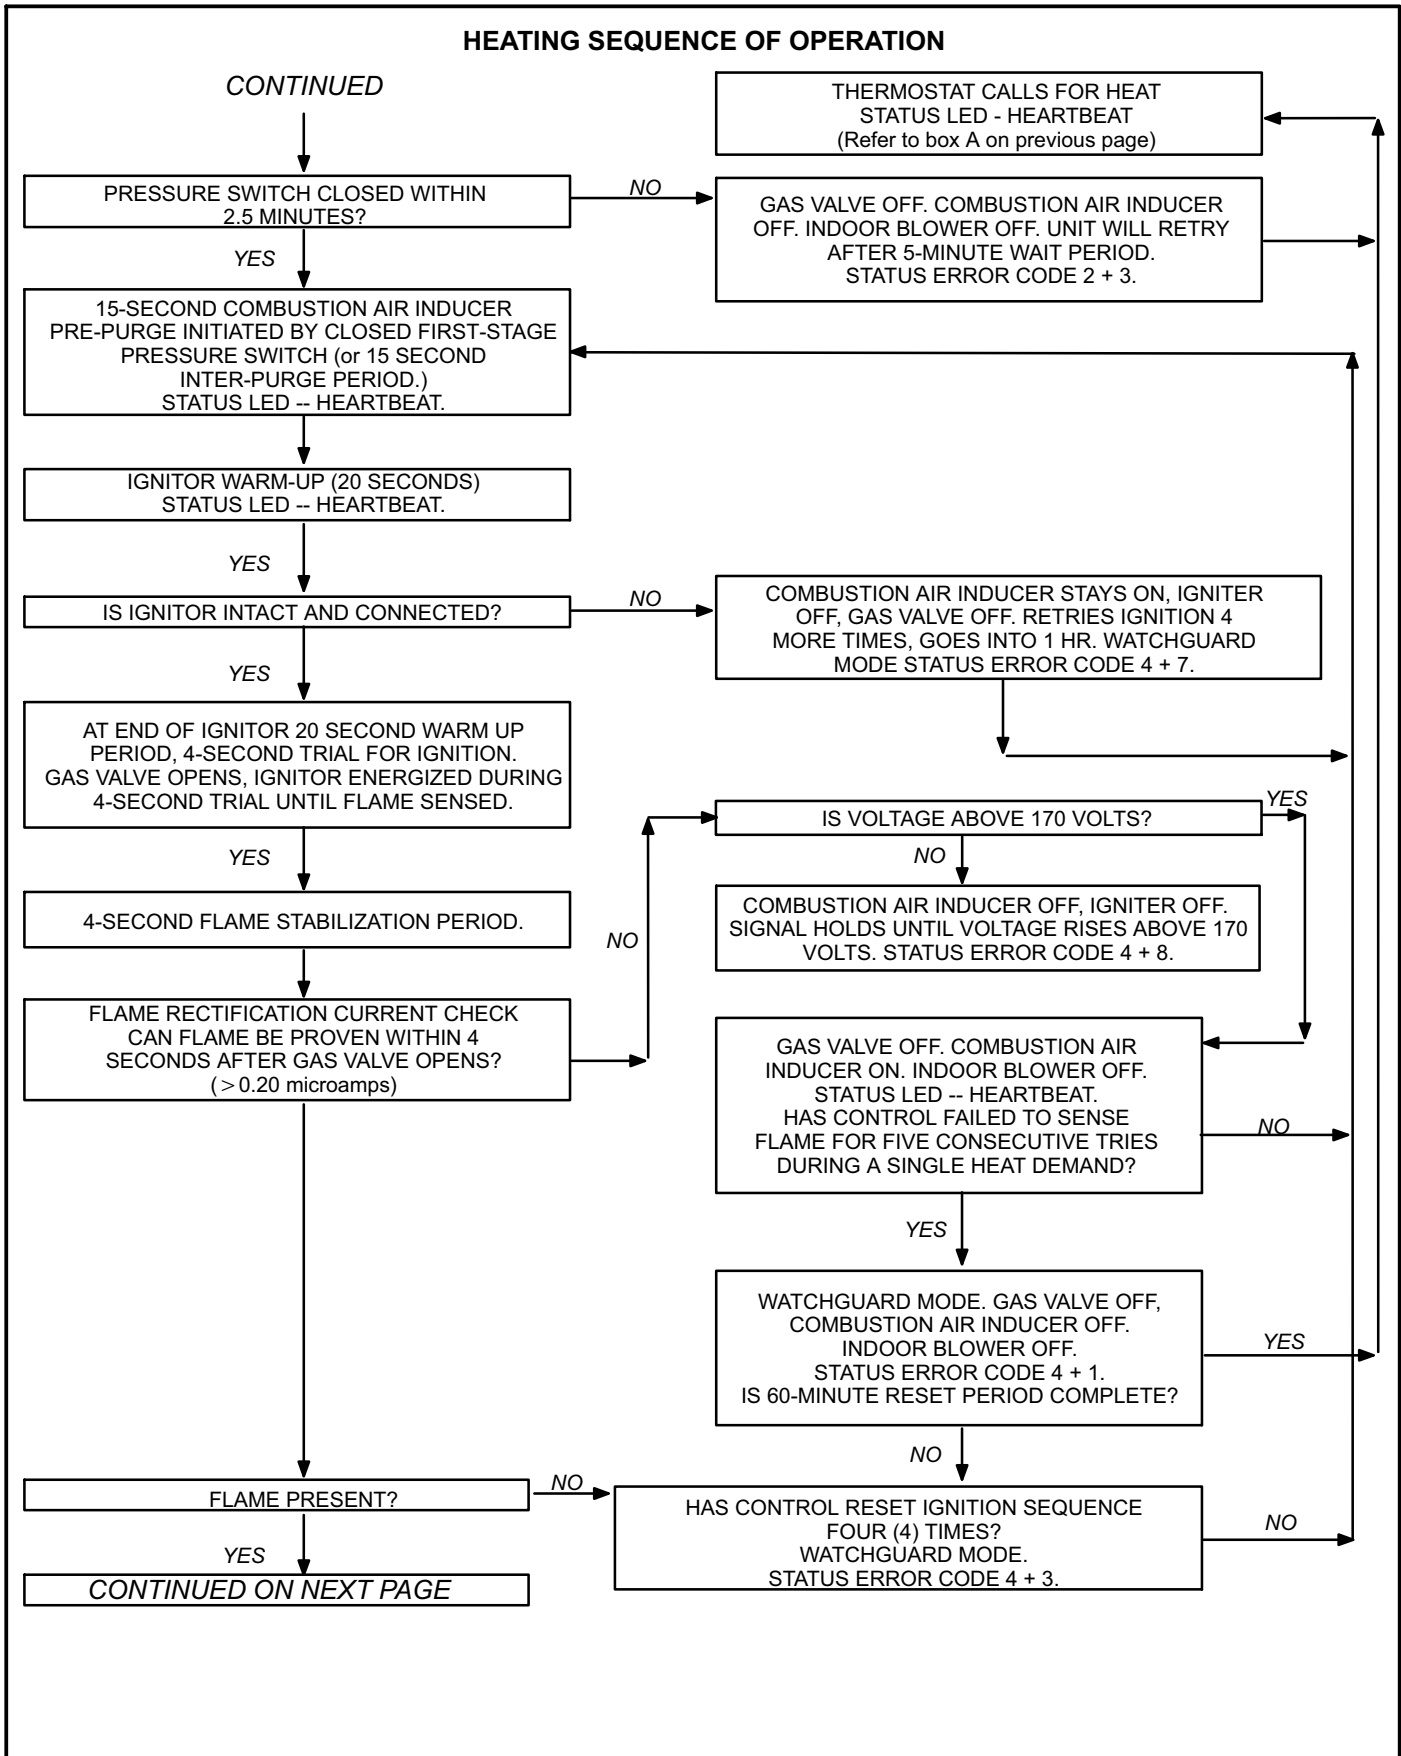 HEATING SEQUENCE OF OPERATION
CONTINUED
THERMOSTAT CALLS FOR HEAT
STATUS LED - HEARTBEAT
(Refer to box A on previous page)
PRESSURE SWITCH CLOSED WITHIN
2.5 MINUTES?
NO
GAS VALVE OFF. COMBUSTION AIR INDUCER
OFF. INDOOR BLOWER OFF. UNIT WILL RETRY
AFTER 5-MINUTE WAIT PERIOD.
STATUS ERROR CODE 2 + 3.
YES
15-SECOND COMBUSTION AIR INDUCER
PRE-PURGE INITIATED BY CLOSED FIRST-STAGE
PRESSURE SWITCH (or 15 SECOND
INTER-PURGE PERIOD.)
STATUS LED -- HEARTBEAT.
IGNITOR WARM-UP (20 SECONDS)
STATUS LED -- HEARTBEAT.
YES
IS IGNITOR INTACT AND CONNECTED?
NO
COMBUSTION AIR INDUCER STAYS ON, IGNITER
OFF, GAS VALVE OFF. RETRIES IGNITION 4
MORE TIMES, GOES INTO 1 HR. WATCHGUARD
MODE STATUS ERROR CODE 4 + 7.
YES
AT END OF IGNITOR 20 SECOND WARM UP
PERIOD, 4-SECOND TRIAL FOR IGNITION.
GAS VALVE OPENS, IGNITOR ENERGIZED DURING
4-SECOND TRIAL UNTIL FLAME SENSED.
IS VOLTAGE ABOVE 170 VOLTS?
YES
NO
YES
4-SECOND FLAME STABILIZATION PERIOD.
COMBUSTION AIR INDUCER OFF, IGNITER OFF.
SIGNAL HOLDS UNTIL VOLTAGE RISES ABOVE 170
VOLTS. STATUS ERROR CODE 4 + 8.
NO
FLAME RECTIFICATION CURRENT CHECK
CAN FLAME BE PROVEN WITHIN 4
SECONDS AFTER GAS VALVE OPENS?
(>0.20 microamps)
GAS VALVE OFF. COMBUSTION AIR
INDUCER ON. INDOOR BLOWER OFF.
STATUS LED -- HEARTBEAT.
HAS CONTROL FAILED TO SENSE
FLAME FOR FIVE CONSECUTIVE TRIES
DURING A SINGLE HEAT DEMAND?
NO
YES
WATCHGUARD MODE. GAS VALVE OFF,
COMBUSTION AIR INDUCER OFF.
INDOOR BLOWER OFF.
STATUS ERROR CODE 4 + 1.
IS 60-MINUTE RESET PERIOD COMPLETE?
YES
NO
FLAME PRESENT?
NO
HAS CONTROL RESET IGNITION SEQUENCE
FOUR (4) TIMES?
WATCHGUARD MODE.
STATUS ERROR CODE 4 + 3.
NO
YES
CONTINUED ON NEXT PAGE